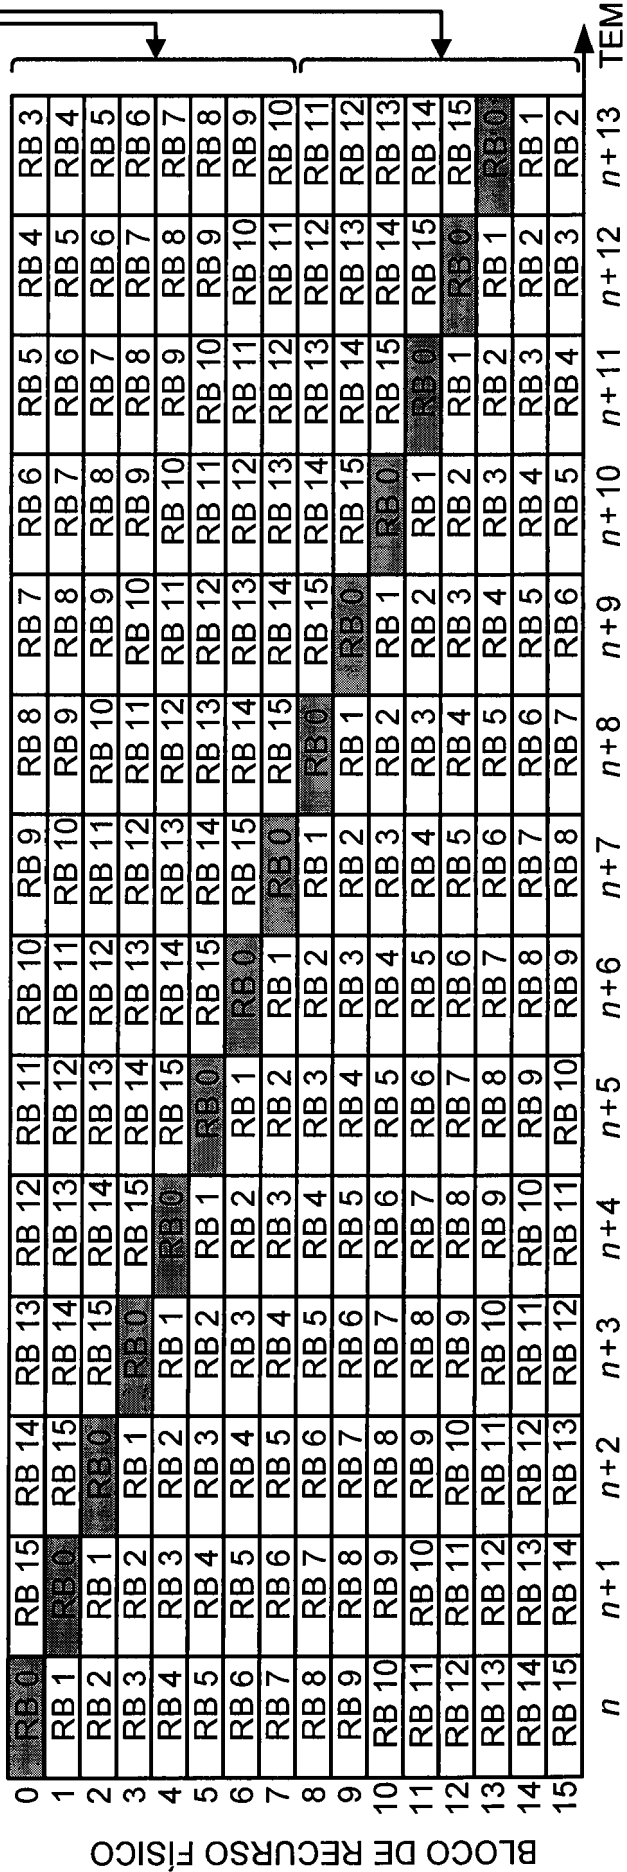 BLOCO DE RECURSO FÍSICO
0 RB 0 RB 15 RB 14 RB 13 RB 12 RB 11 RB 10 RB 9 RB 8 RB 7 RB 6 RB 5 RB 4 RB 3
1 RB 1 RB 0 RB 15 RB 14 RB 13 RB 12 RB 11 RB 10 RB 9 RB 8 RB 7 RB 6 RB 5 RB 4
2 RB 2 RB 1 RB 0 RB 15 RB 14 RB 13 RB 12 RB 11 RB 10 RB 9 RB 8 RB 7 RB 6 RB 5
3 RB 3 RB 2 RB 1 RB 0 RB 15 RB 14 RB 13 RB 12 RB 11 RB 10 RB 9 RB 8 RB 7 RB 6
4 RB 4 RB 3 RB 2 RB 1 RB 0 RB 15 RB 14 RB 13 RB 12 RB 11 RB 10 RB 9 RB 8 RB 7
5 RB 5 RB 4 RB 3 RB 2 RB 1 RB 0 RB 15 RB 14 RB 13 RB 12 RB 11 RB 10 RB 9 RB 8
6 RB 6 RB 5 RB 4 RB 3 RB 2 RB 1 RB 0 RB 15 RB 14 RB 13 RB 12 RB 11 RB 10 RB 9
7 RB 7 RB 6 RB 5 RB 4 RB 3 RB 2 RB 1 RB 0 RB 15 RB 14 RB 13 RB 12 RB 11 RB 10
8 RB 8 RB 7 RB 6 RB 5 RB 4 RB 3 RB 2 RB 1 RB 0 RB 15 RB 14 RB 13 RB 12 RB 11
9 RB 9 RB 8 RB 7 RB 6 RB 5 RB 4 RB 3 RB 2 RB 1 RB 0 RB 15 RB 14 RB 13 RB 12
10 RB 10 RB 9 RB 8 RB 7 RB 6 RB 5 RB 4 RB 3 RB 2 RB 1 RB 0 RB 15 RB 14 RB 13
11 RB 11 RB 10 RB 9 RB 8 RB 7 RB 6 RB 5 RB 4 RB 3 RB 2 RB 1 RB 0 RB 15 RB 14
12 RB 12 RB 11 RB 10 RB 9 RB 8 RB 7 RB 6 RB 5 RB 4 RB 3 RB 2 RB 1 RB 0 RB 15
13 RB 13 RB 12 RB 11 RB 10 RB 9 RB 8 RB 7 RB 6 RB 5 RB 4 RB 3 RB 2 RB 1 RB 0
14 RB 14 RB 13 RB 12 RB 11 RB 10 RB 9 RB 8 RB 7 RB 6 RB 5 RB 4 RB 3 RB 2 RB 1
15 RB 15 RB 14 RB 13 RB 12 RB 11 RB 10 RB 9 RB 8 RB 7 RB 6 RB 5 RB 4 RB 3 RB 2
n n+1 n+2 n+3 n+4 n+5 n+6 n+7 n+8 n+9 n+10 n+11 n+12 n+13 TEM